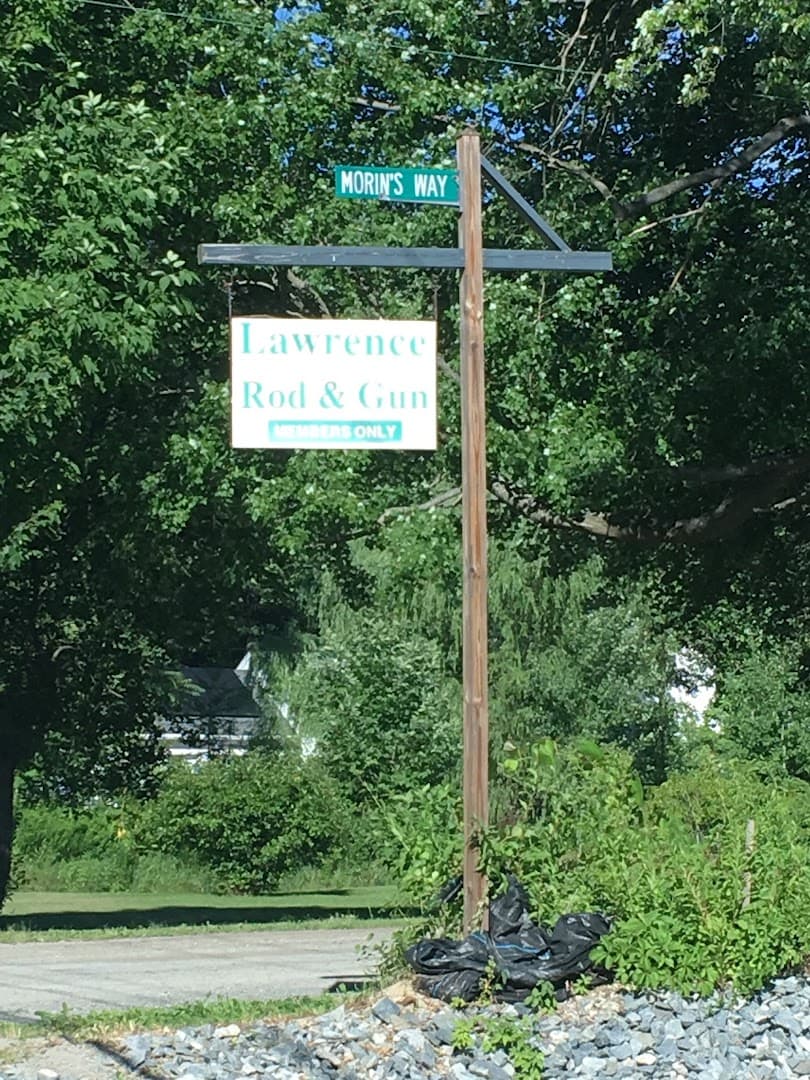 MORIN'S WAY
Lawrence
Rod & Gun
MEMBERS ONLY